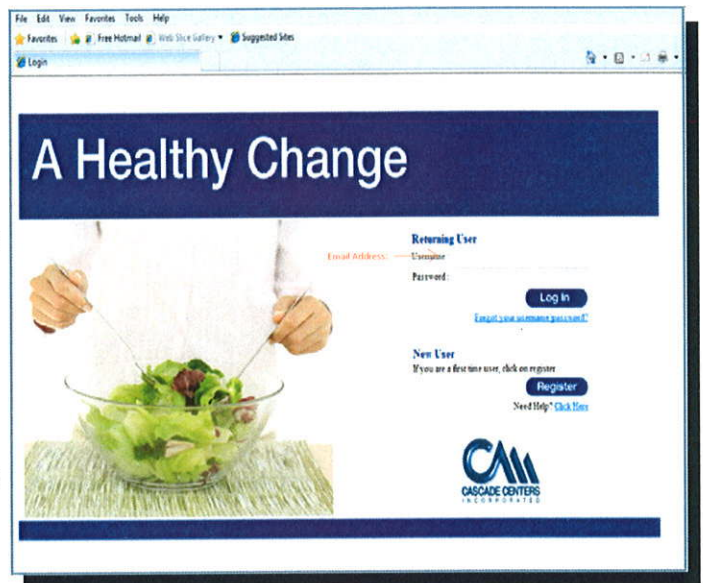 File Edit View Favorites Tools Help
Favorites Free Hotmail Web Slice Gallery Suggested Sites
Login
A Healthy Change
Returning User
Email Address: Username
Password:
Log In
Forgot your username/password?
New User
If you are a first time user, click on register
Register
Need Help? Click Here
CASCADE CENTERS
INCORPORATED